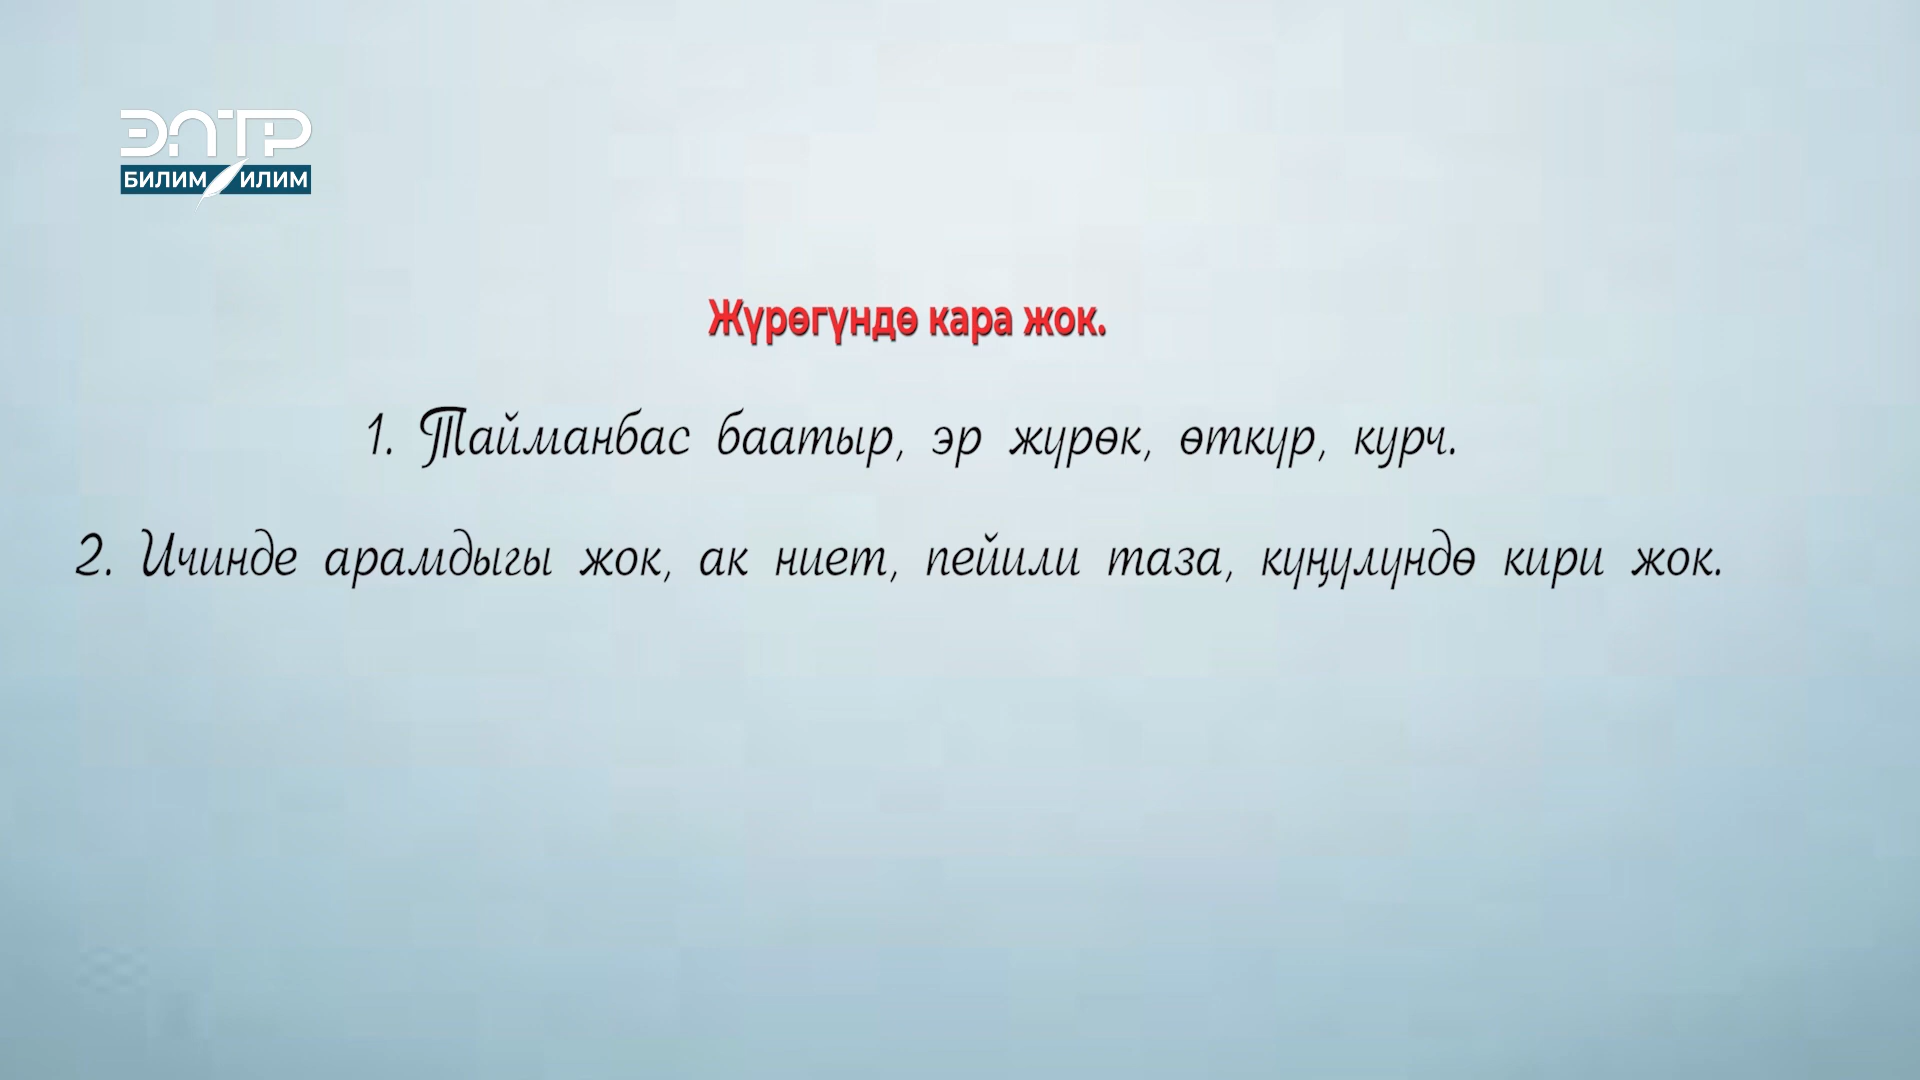 ЭЛТР
БИЛИМ ИЛИМ
Жүрөгүндө кара жок.
1. Тайманбас баатыр, эр жүрөк, өткүр, курч.
2. Ичинде арамдыгы жок, ак ниет, пейили таза, күңүлүндө кири жок.